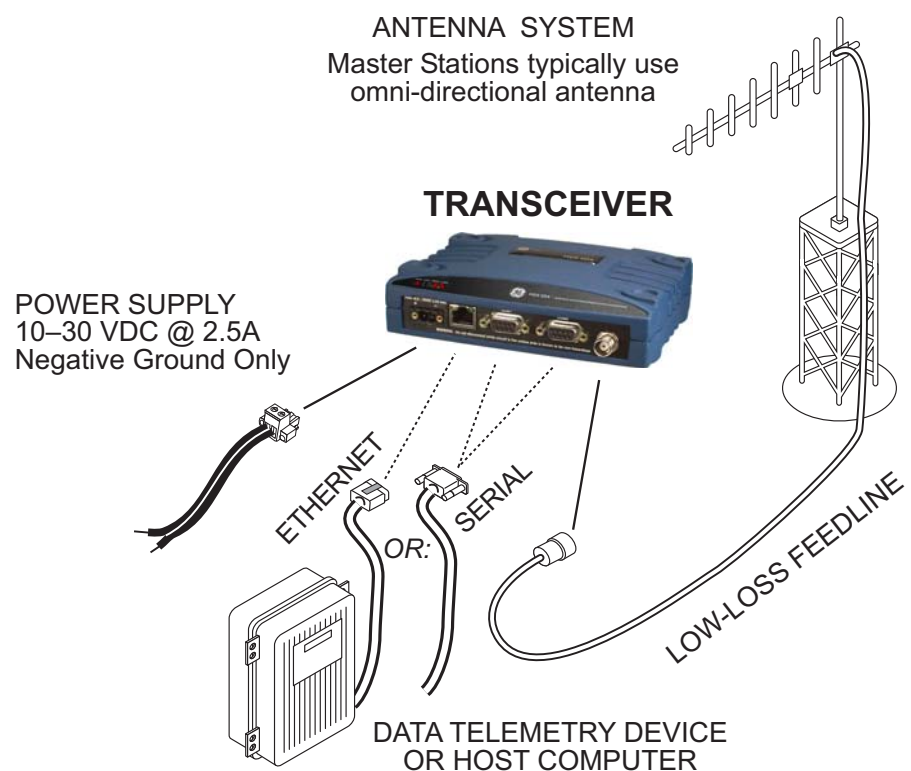 ANTENNA SYSTEM
Master Stations typically use
omni-directional antenna
TRANSCEIVER
POWER SUPPLY
10–30 VDC @ 2.5A
Negative Ground Only
ETHERNET
OR:
SERIAL
LOW-LOSS FEEDLINE
DATA TELEMETRY DEVICE
OR HOST COMPUTER